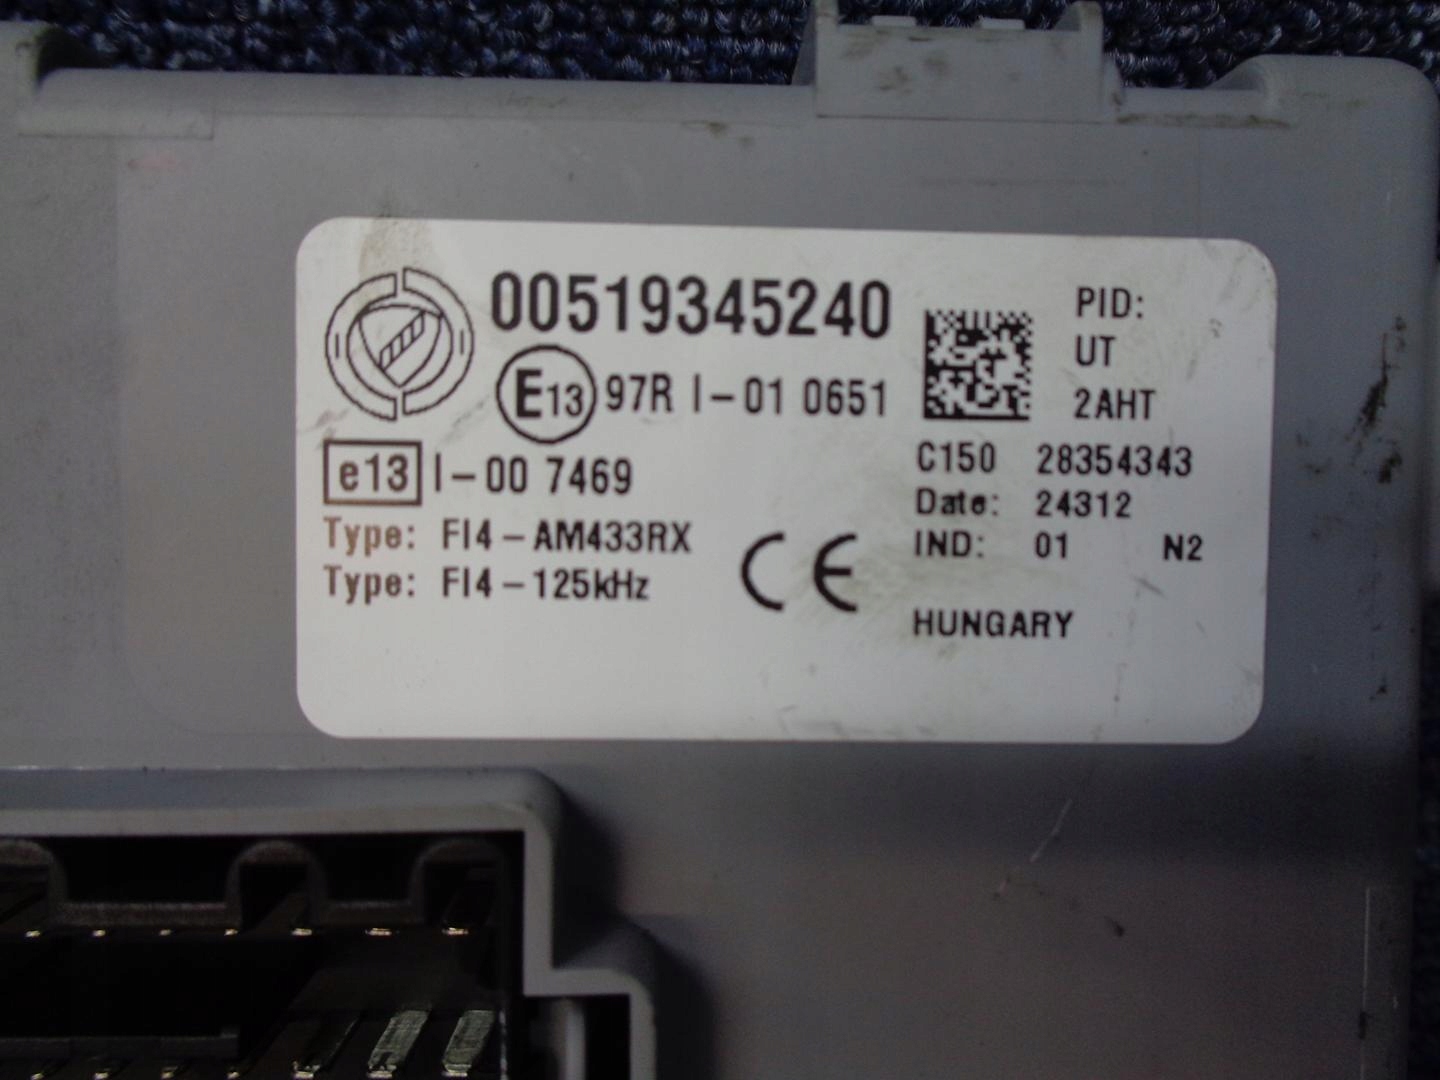 00519345240
E13 97R I-01 0651
e13 I-00 7469
Type: FI4-AM433RX
Type: FI4-125kHz
CE
PID:
UT
2AHT
C150 28354343
Date: 24312
IND: 01 N2
HUNGARY